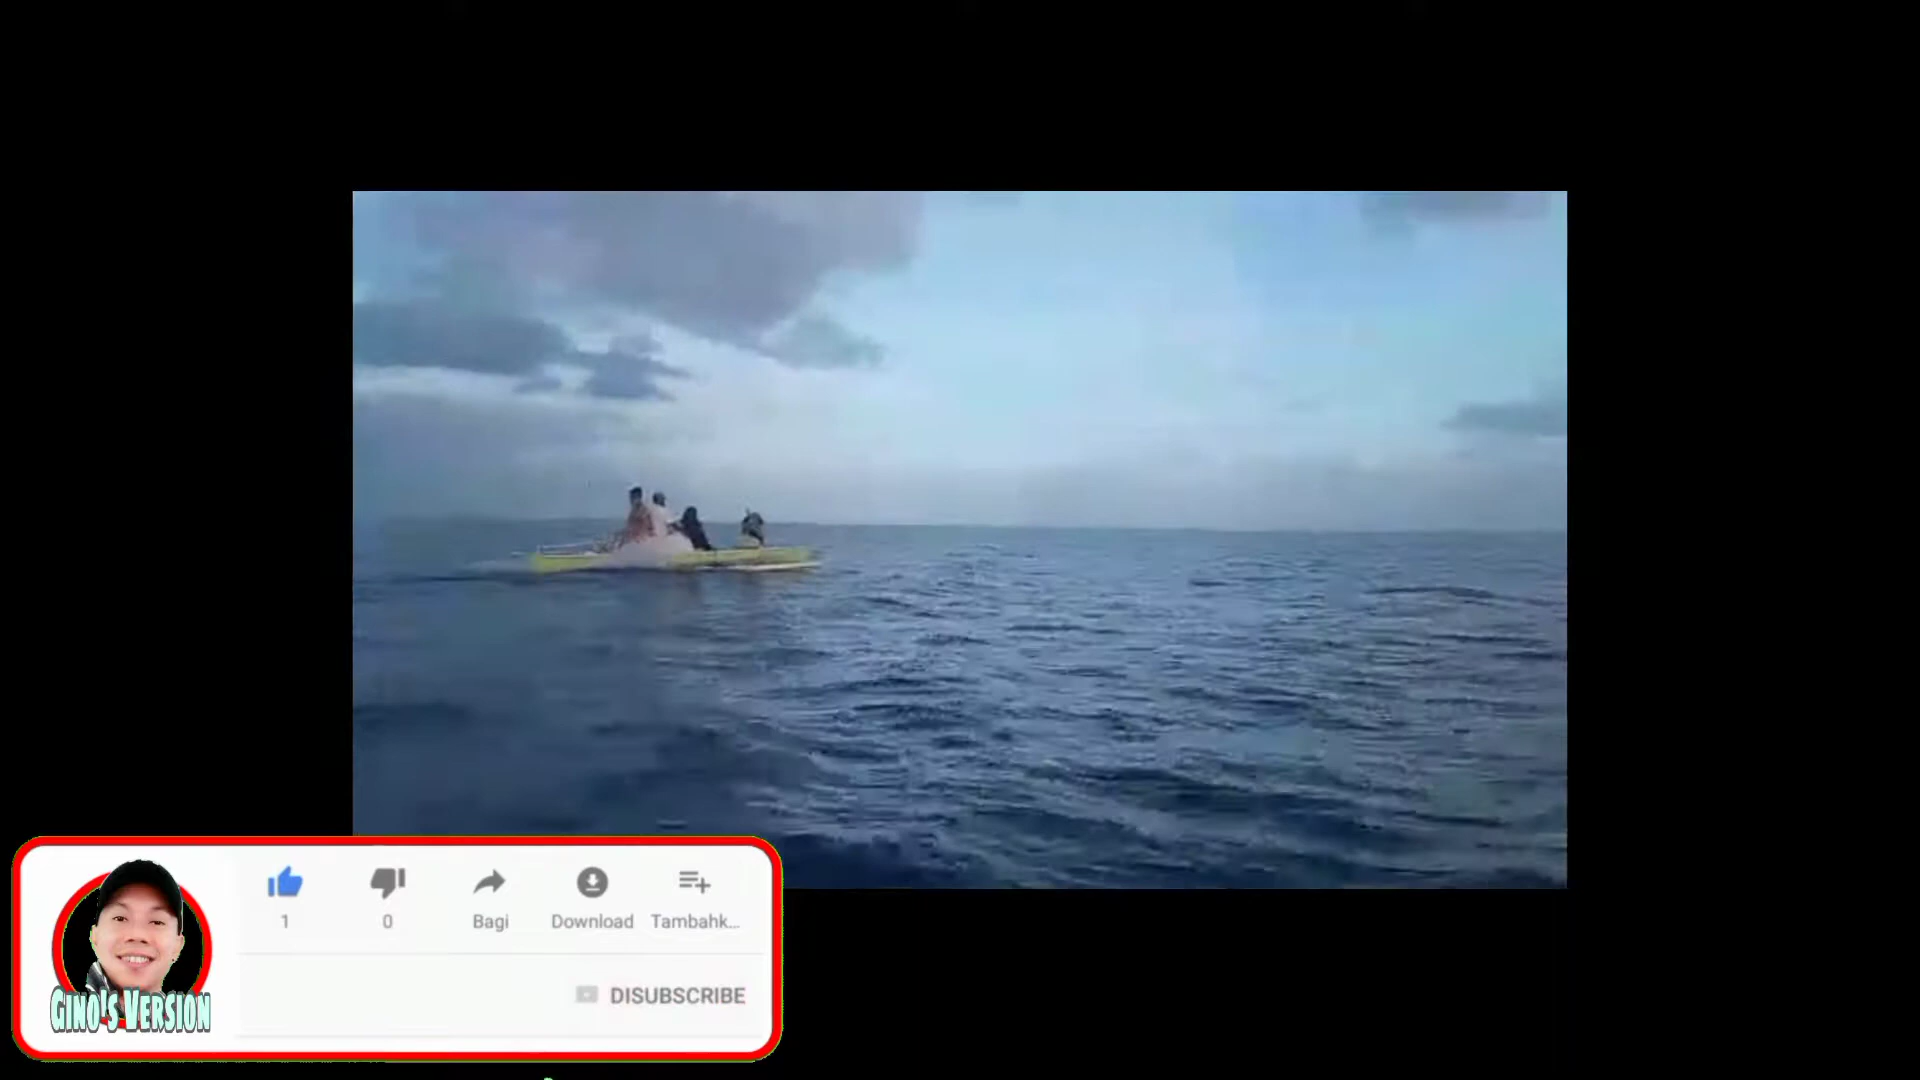 1
0
Bagi
Download
Tambahk...
DISUBSCRIBE
GINO'S VERSION